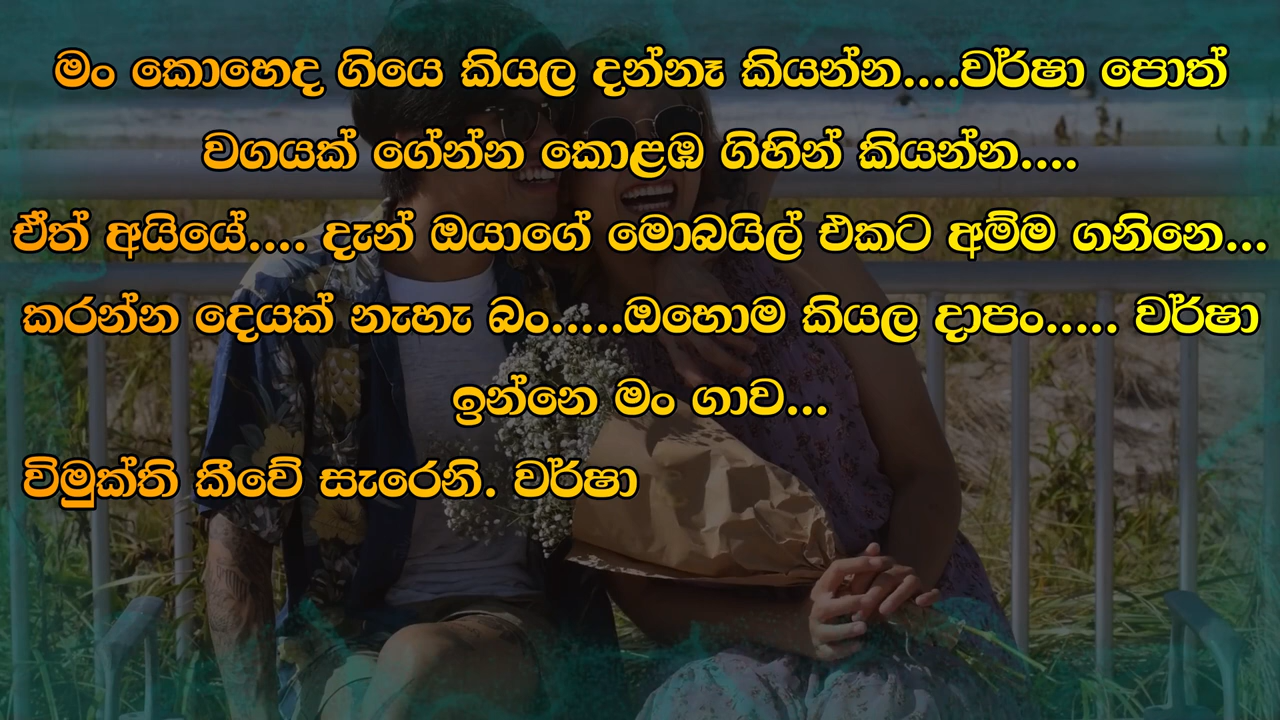 මං කොහෙද ගියෙ කියල දන්නෑ කියන්න....වර්ෂා පොත්
වගයක් ගේන්න කොළඹ ගිහින් කියන්න....
ඒත් අයියේ.... දැන් ඔයාගේ මොබයිල් එකට අම්ම ගනිනෙ...
කරන්න දෙයක් නැහැ බං.....ඔහොම කියල දාපං..... වර්ෂා
ඉන්නෙ මං ගාව...
විමුක්ති කීවේ සැරෙනි. වර්ෂා